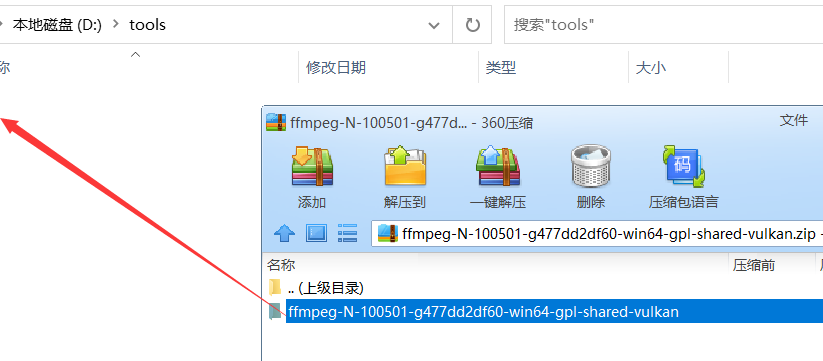 本地磁盘 (D:) › tools
搜索"tools"
称
修改日期
类型
大小
ffmpeg-N-100501-g477d... - 360压缩
文件
添加
解压到
一键解压
删除
码
压缩包语言
ffmpeg-N-100501-g477dd2df60-win64-gpl-shared-vulkan.zip -
名称
压缩前
.. (上级目录)
ffmpeg-N-100501-g477dd2df60-win64-gpl-shared-vulkan